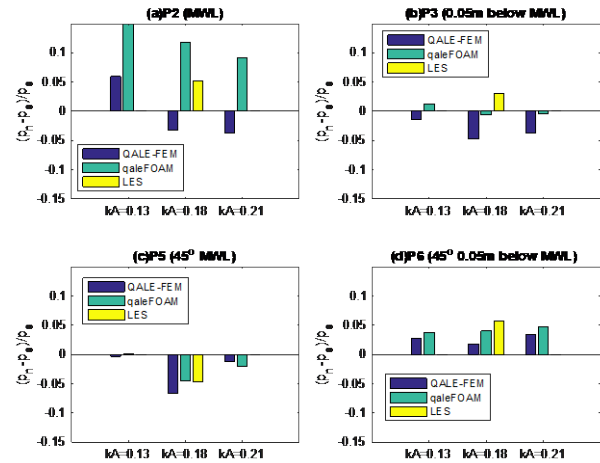 (a)P2 (MWL)
(p_n-p_e)/p_e
0.1
0.05
0
-0.05
-0.1
-0.15
QALE-FEM
qaleFOAM
LES
kA=0.13 kA=0.18 kA=0.21
(b)P3 (0.05m below MWL)
(p_n-p_e)/p_e
0.1
0.05
0
-0.05
-0.1
-0.15
QALE-FEM
qaleFOAM
LES
kA=0.13 kA=0.18 kA=0.21
(c)P5 (45° MWL)
(p_n-p_e)/p_e
0.1
0.05
0
-0.05
-0.1
-0.15
QALE-FEM
qaleFOAM
LES
kA=0.13 kA=0.18 kA=0.21
(d)P6 (45° 0.05m below MWL)
(p_n-p_e)/p_e
0.1
0.05
0
-0.05
-0.1
-0.15
QALE-FEM
qaleFOAM
LES
kA=0.13 kA=0.18 kA=0.21